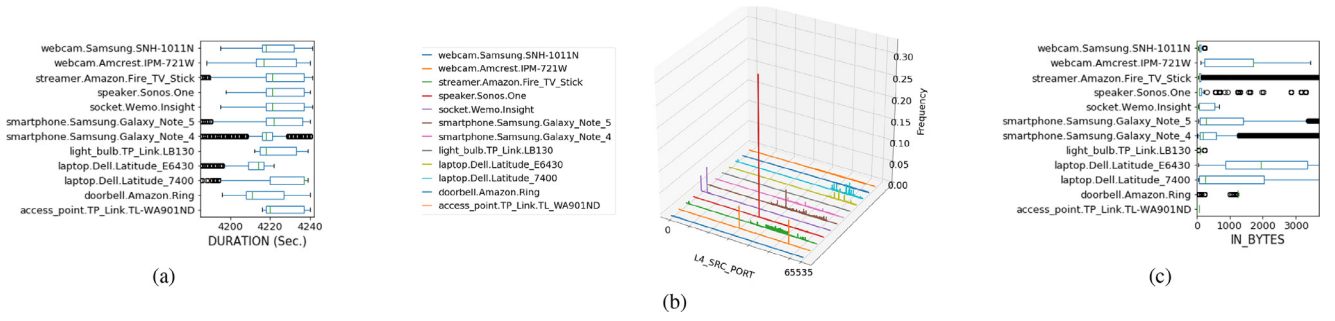 webcam.Samsung.SNH-1011N
webcam.Amcrest.IPM-721W
streamer.Amazon.Fire_TV_Stick
speaker.Sonos.One
socket.Wemo.Insight
smartphone.Samsung.Galaxy_Note_5
smartphone.Samsung.Galaxy_Note_4
light_bulb.TP_Link.LB130
laptop.Dell.Latitude_E6430
laptop.Dell.Latitude_7400
doorbell.Amazon.Ring
access_point.TP_Link.TL-WA901ND
4200 4220 4240
DURATION (Sec.)
(a)
webcam.Samsung.SNH-1011N
webcam.Amcrest.IPM-721W
streamer.Amazon.Fire_TV_Stick
speaker.Sonos.One
socket.Wemo.Insight
smartphone.Samsung.Galaxy_Note_5
smartphone.Samsung.Galaxy_Note_4
light_bulb.TP_Link.LB130
laptop.Dell.Latitude_E6430
laptop.Dell.Latitude_7400
doorbell.Amazon.Ring
access_point.TP_Link.TL-WA901ND
0.30
0.25
0.20
0.15
0.10
0.05
0.00
Frequency
0
L4_SRC_PORT
65535
(b)
webcam.Samsung.SNH-1011N
webcam.Amcrest.IPM-721W
streamer.Amazon.Fire_TV_Stick
speaker.Sonos.One
socket.Wemo.Insight
smartphone.Samsung.Galaxy_Note_5
smartphone.Samsung.Galaxy_Note_4
light_bulb.TP_Link.LB130
laptop.Dell.Latitude_E6430
laptop.Dell.Latitude_7400
doorbell.Amazon.Ring
access_point.TP_Link.TL-WA901ND
0 1000 2000 3000
IN_BYTES
(c)